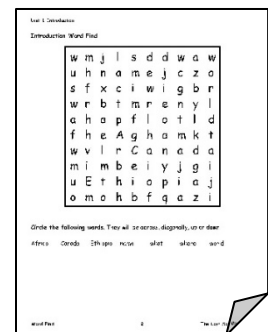 Unit 1 Introduction
Introduction Word Find
w m j l s d d w a w
u h n a m e j c z o
s f x c i w i g b r
w r b t m r e n y l
a h a p f l o t l d
f h e A g h a m k t
w v l r C a n a d a
m i m b e i y j g i
u E t h i o p i a j
o m o h b f q a z i
Circle the following words. They will be across, diagonally, up or down
Africa Canada Ethiopia name what where world
Word Find